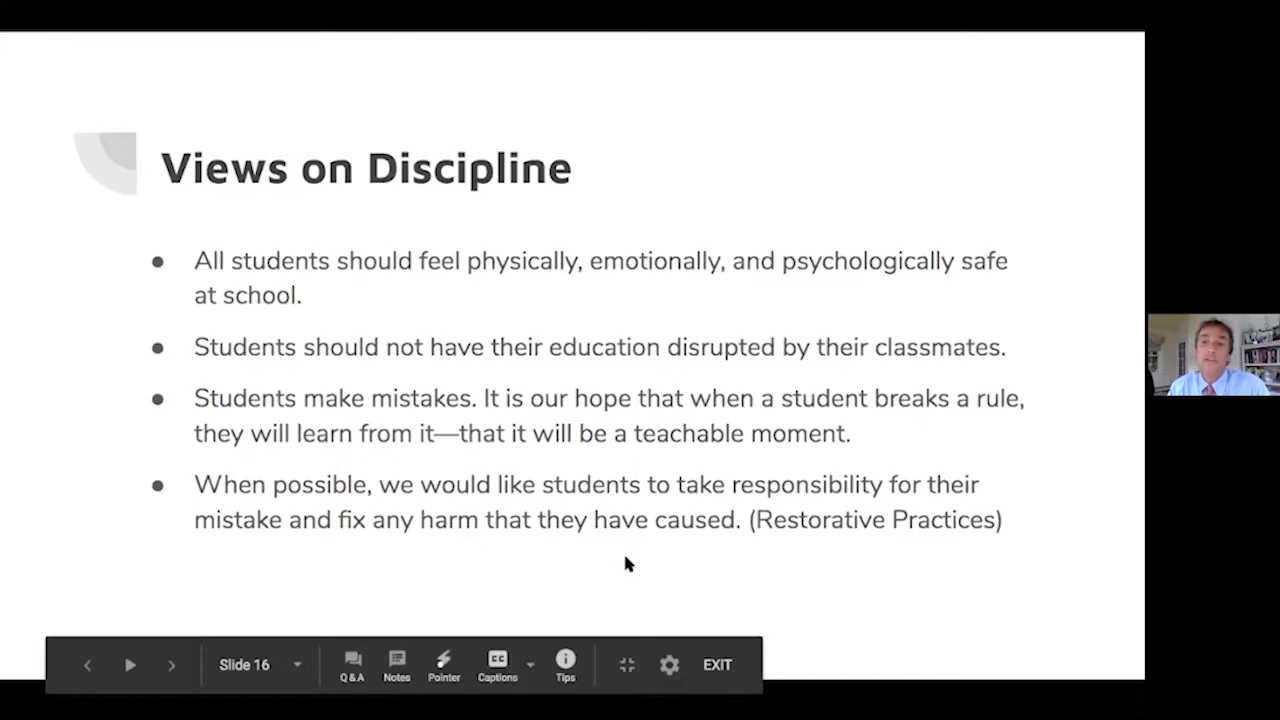 Views on Discipline
● All students should feel physically, emotionally, and psychologically safe
at school.
● Students should not have their education disrupted by their classmates.
● Students make mistakes. It is our hope that when a student breaks a rule,
they will learn from it—that it will be a teachable moment.
● When possible, we would like students to take responsibility for their
mistake and fix any harm that they have caused. (Restorative Practices)
Slide 16
Q & A
Notes
Pointer
CC
Captions
Tips
EXIT